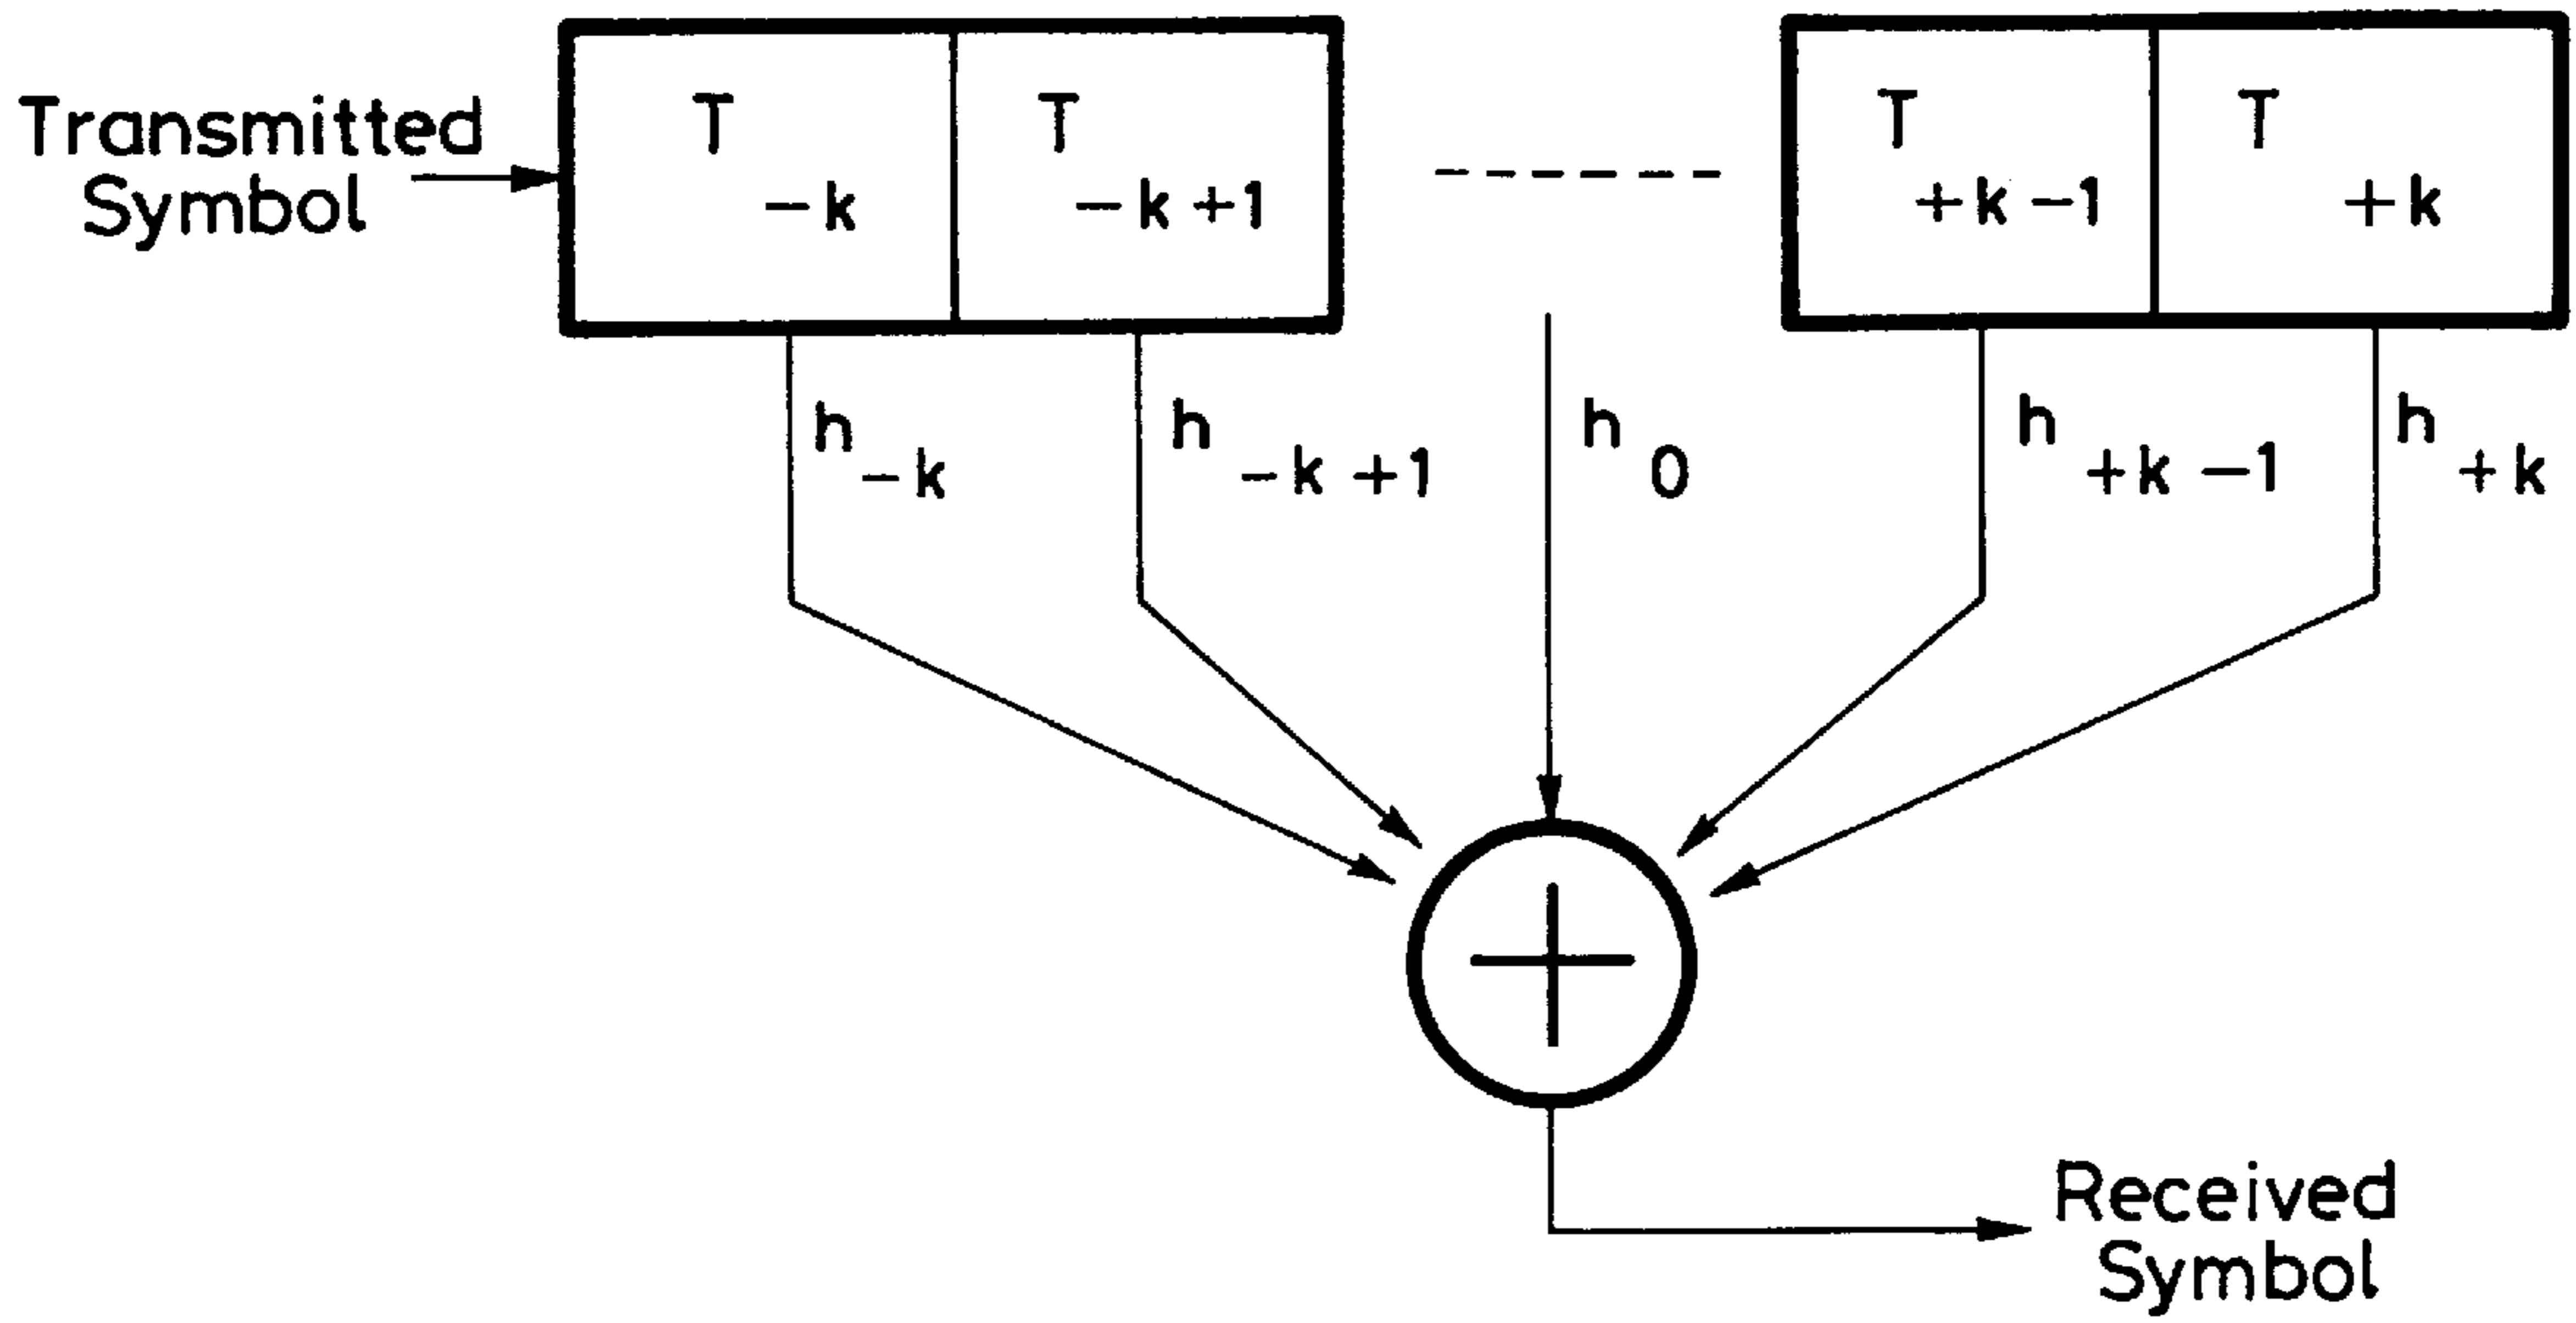 Transmitted
Symbol
T -k
T -k+1
T +k-1
T +k
h -k
h -k+1
h 0
h +k-1
h +k
Received
Symbol